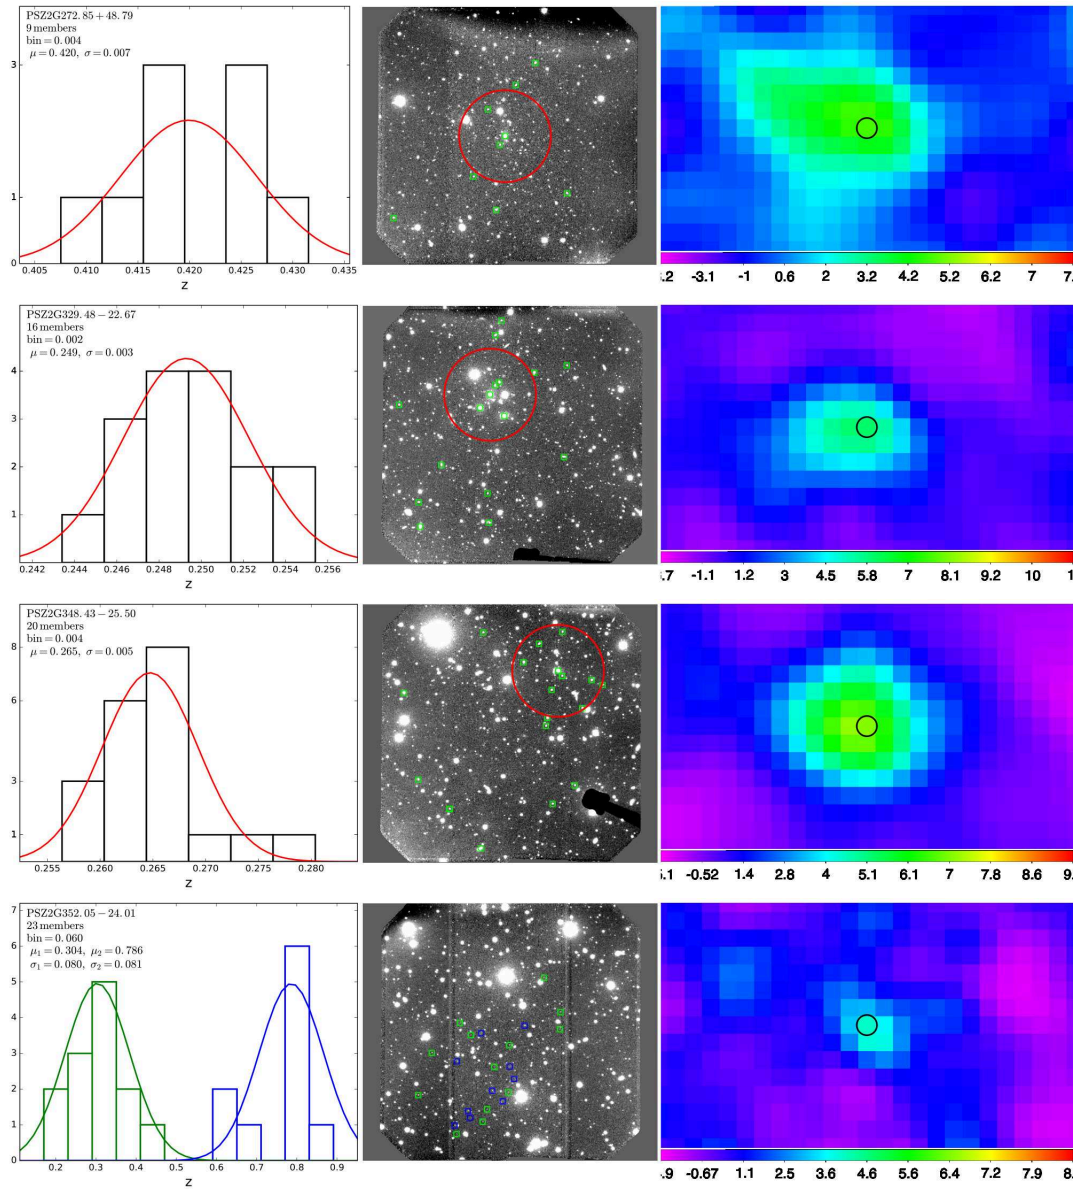 PSZ2G272.85+48.79
9 members
bin=0.004
μ=0.420, σ=0.007
3
1
0
0.405 0.410 0.415 0.420 0.425 0.430 0.435
z
.2 -3.1 -1 0.6 2 3.2 4.2 6.2 7 7.
PSZ2G329.48−22.67
16 members
bin=0.002
μ=0.249, σ=0.003
4
3
2
1
0.242 0.244 0.246 0.248 0.250 0.252 0.254 0.256
z
.7 -1.1 1.2 3 4.5 5.8 7 8.1 9.2 10 1
PSZ2G348.43−25.50
20 members
bin=0.004
μ=0.265, σ=0.005
8
6
3
1
0.255 0.260 0.265 0.270 0.275 0.280
z
.1 -0.52 1.4 2.8 4 5.1 6.1 7 7.8 8.6 9.
PSZ2G352.05−24.01
23 members
bin=0.060
μ1=0.304, μ2=0.786
σ1=0.080, σ2=0.081
7
6
5
4
3
2
1
0
0.2 0.3 0.4 0.5 0.6 0.7 0.8 0.9
z
.9 -0.67 1.1 2.5 3.6 4.6 5.6 6.4 7.2 7.9 8.